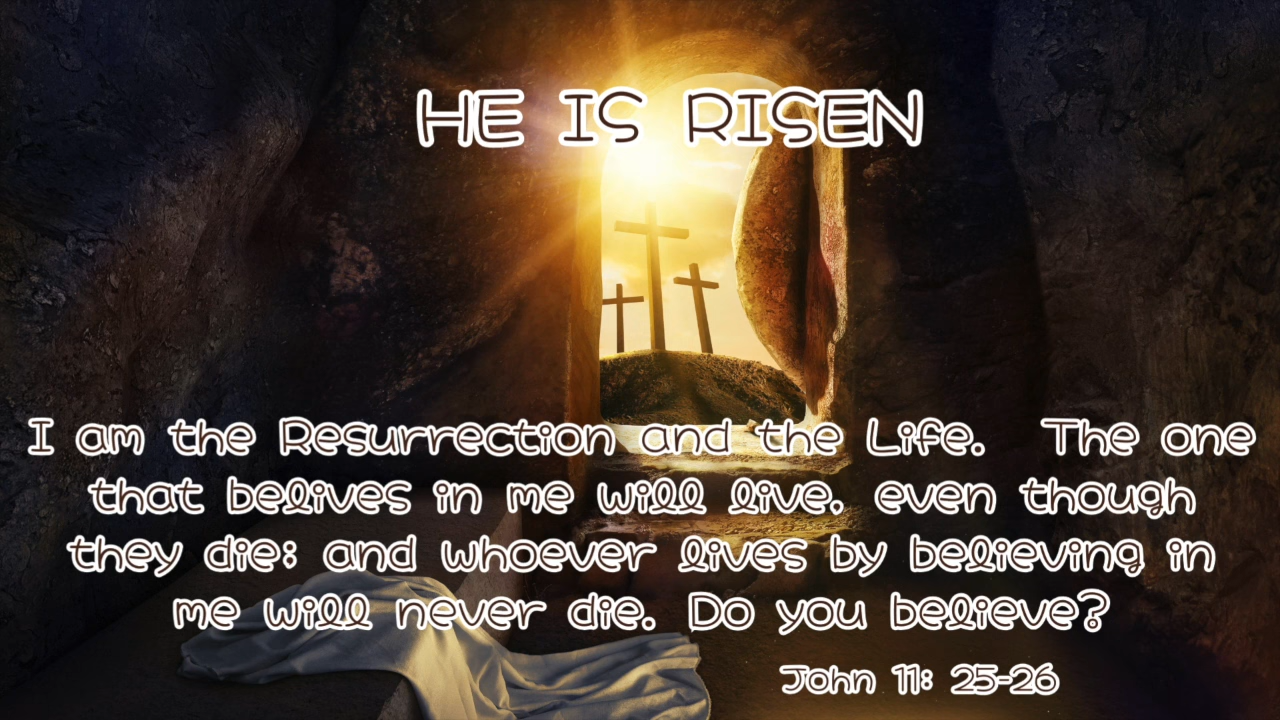 HE IS RISEN
I am the Resurrection and the Life. The one
that belives in me will live, even though
they die; and whoever lives by believing in
me will never die. Do you believe?
John 11: 25-26